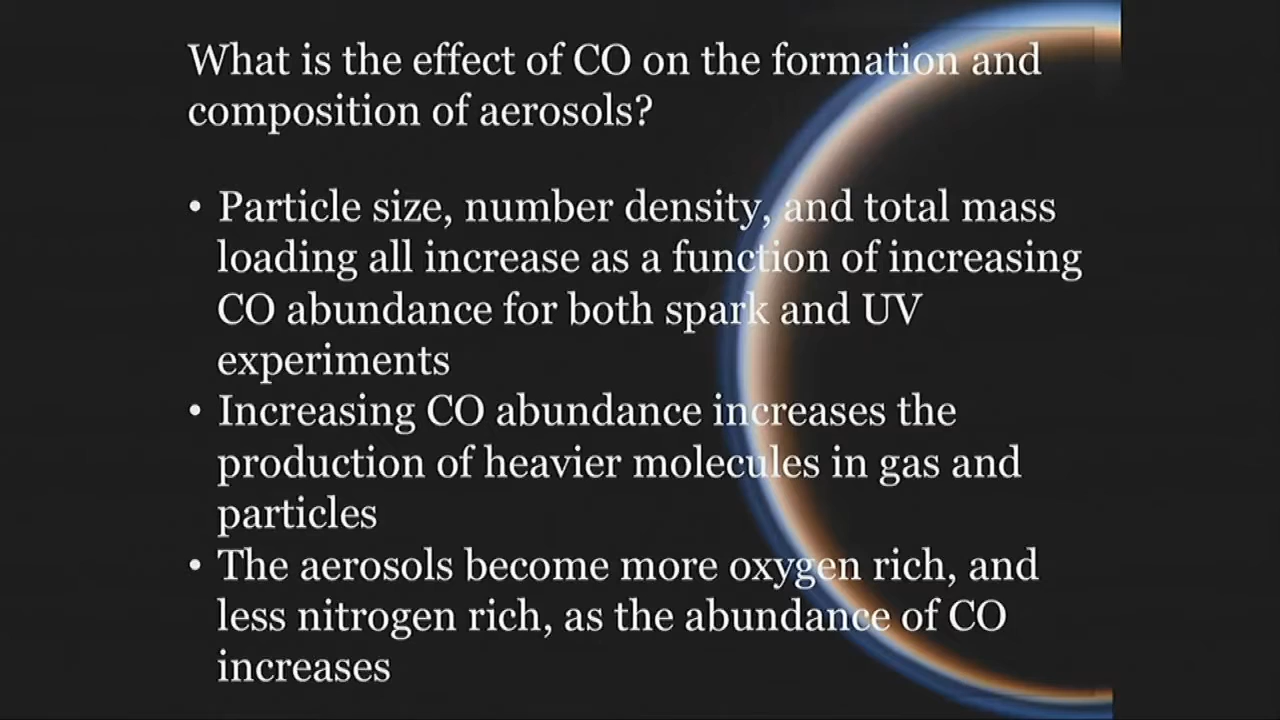 What is the effect of CO on the formation and
composition of aerosols?
• Particle size, number density, and total mass
loading all increase as a function of increasing
CO abundance for both spark and UV
experiments
• Increasing CO abundance increases the
production of heavier molecules in gas and
particles
• The aerosols become more oxygen rich, and
less nitrogen rich, as the abundance of CO
increases